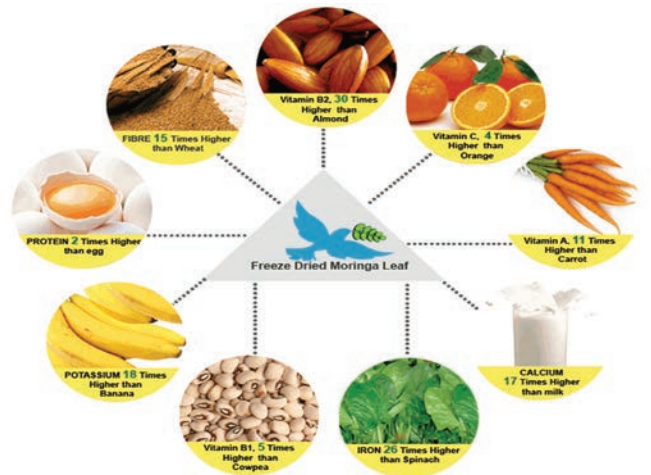 Vitamin B2, 30 Times
Higher than
Almond
Vitamin C, 4 Times
Higher than
Orange
Vitamin A, 11 Times
Higher than
Carrot
CALCIUM
17 Times Higher
than milk
IRON 26 Times Higher
than Spinach
Vitamin B1, 5 Times
Higher than
Cowpea
POTASSIUM 18 Times
Higher than
Banana
PROTEIN 2 Times Higher
than egg
FIBRE 15 Times Higher
than Wheat
Freeze Dried Moringa Leaf